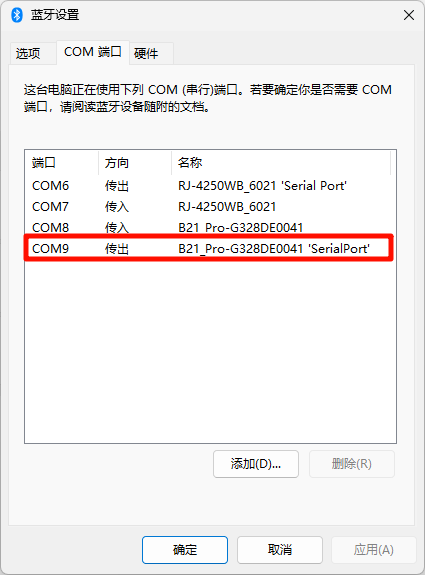 蓝牙设置
选项 COM 端口 硬件
这台电脑正在使用下列 COM (串行)端口。若要确定你是否需要 COM
端口，请阅读蓝牙设备随附的文档。
端口 方向 名称
COM6 传出 RJ-4250WB_6021 'Serial Port'
COM7 传入 RJ-4250WB_6021
COM8 传入 B21_Pro-G328DE0041
COM9 传出 B21_Pro-G328DE0041 'SerialPort'
添加(D)... 删除(R)
确定 取消 应用(A)